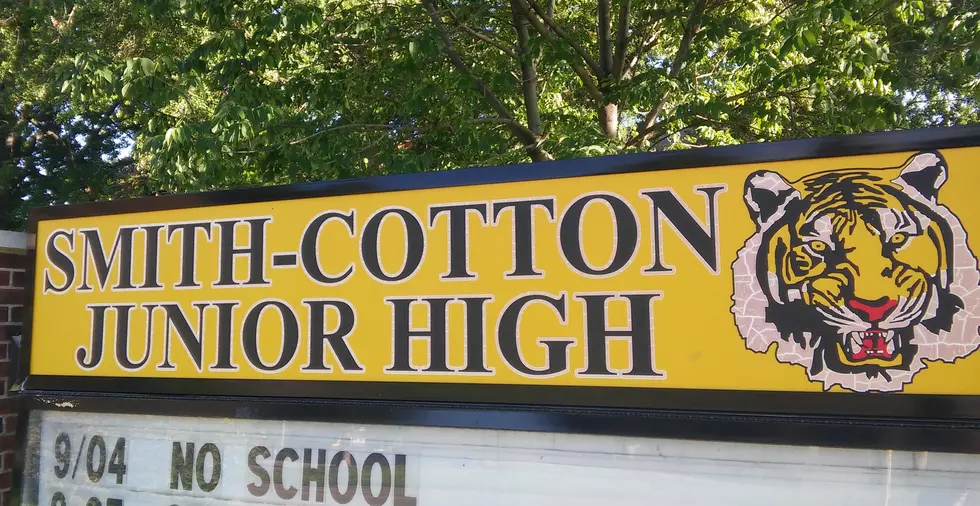 SMITH-COTTON
JUNIOR HIGH
9/04 NO SCHOOL